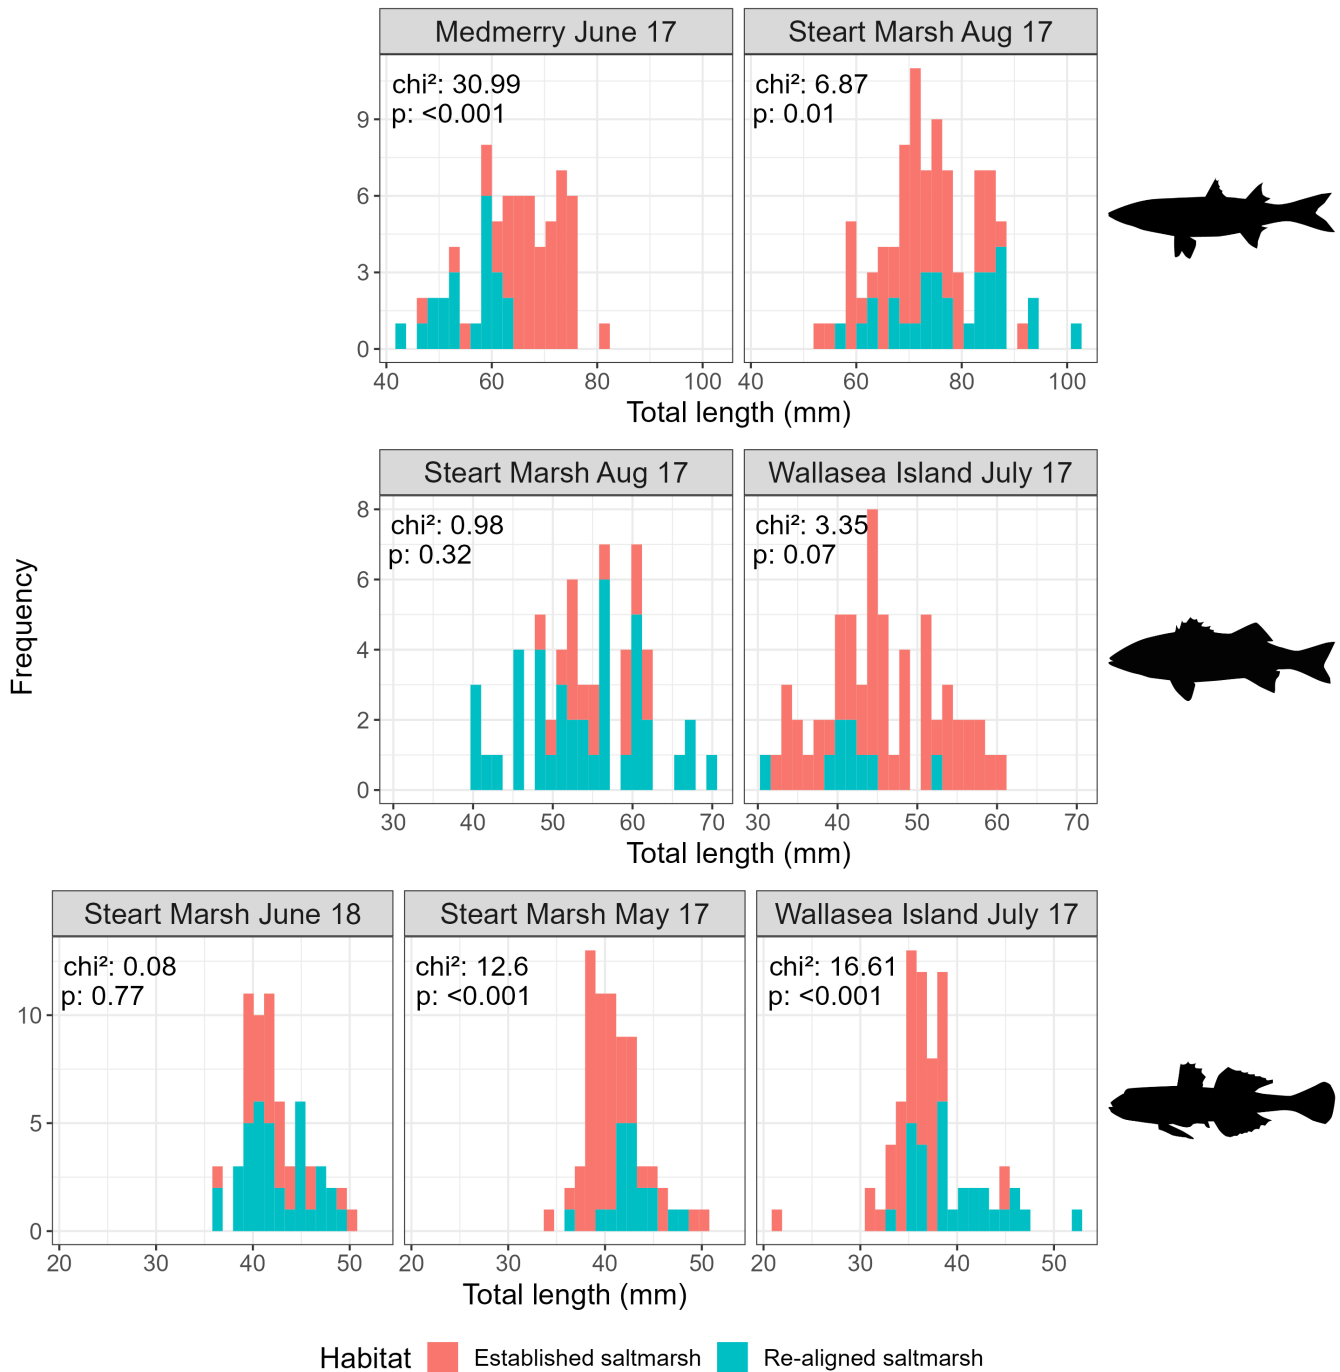 Medmerry June 17
Steart Marsh Aug 17
chi²: 30.99
p: <0.001
chi²: 6.87
p: 0.01
9
6
3
0
40 60 80 100
40 60 80 100
Total length (mm)
Steart Marsh Aug 17
Wallasea Island July 17
chi²: 0.98
p: 0.32
chi²: 3.35
p: 0.07
8
6
4
2
0
30 40 50 60 70
30 40 50 60 70
Total length (mm)
Frequency
Steart Marsh June 18
Steart Marsh May 17
Wallasea Island July 17
chi²: 0.08
p: 0.77
chi²: 12.6
p: <0.001
chi²: 16.61
p: <0.001
10
5
0
20 30 40 50
20 30 40 50
20 30 40 50
Total length (mm)
Habitat Established saltmarsh Re-aligned saltmarsh